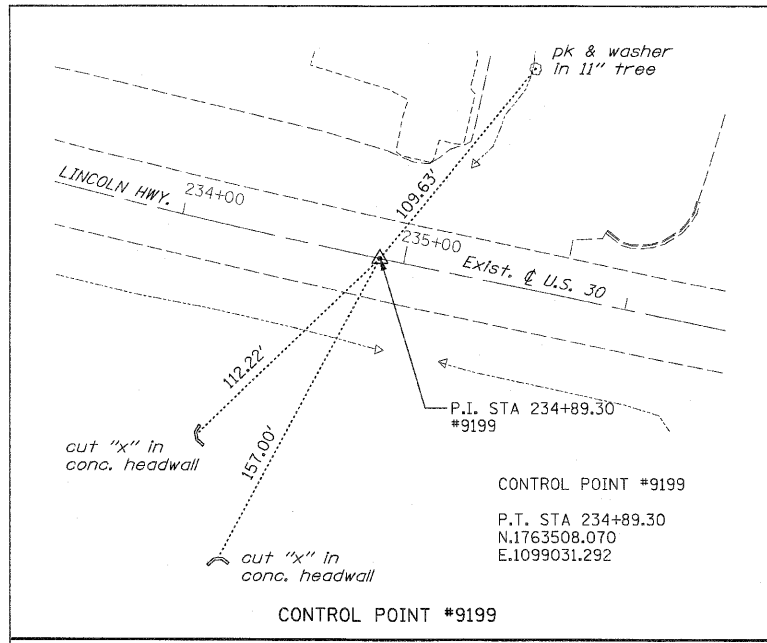 pk & washer
in 11" tree
109.63'
LINCOLN HWY.
234+00
235+00
Exist. ℄ U.S. 30
112.22'
157.00'
P.I. STA 234+89.30
#9199
cut "x" in
conc. headwall
CONTROL POINT #9199
P.T. STA 234+89.30
N.1763508.070
E.1099031.292
cut "x" in
conc. headwall
CONTROL POINT #9199